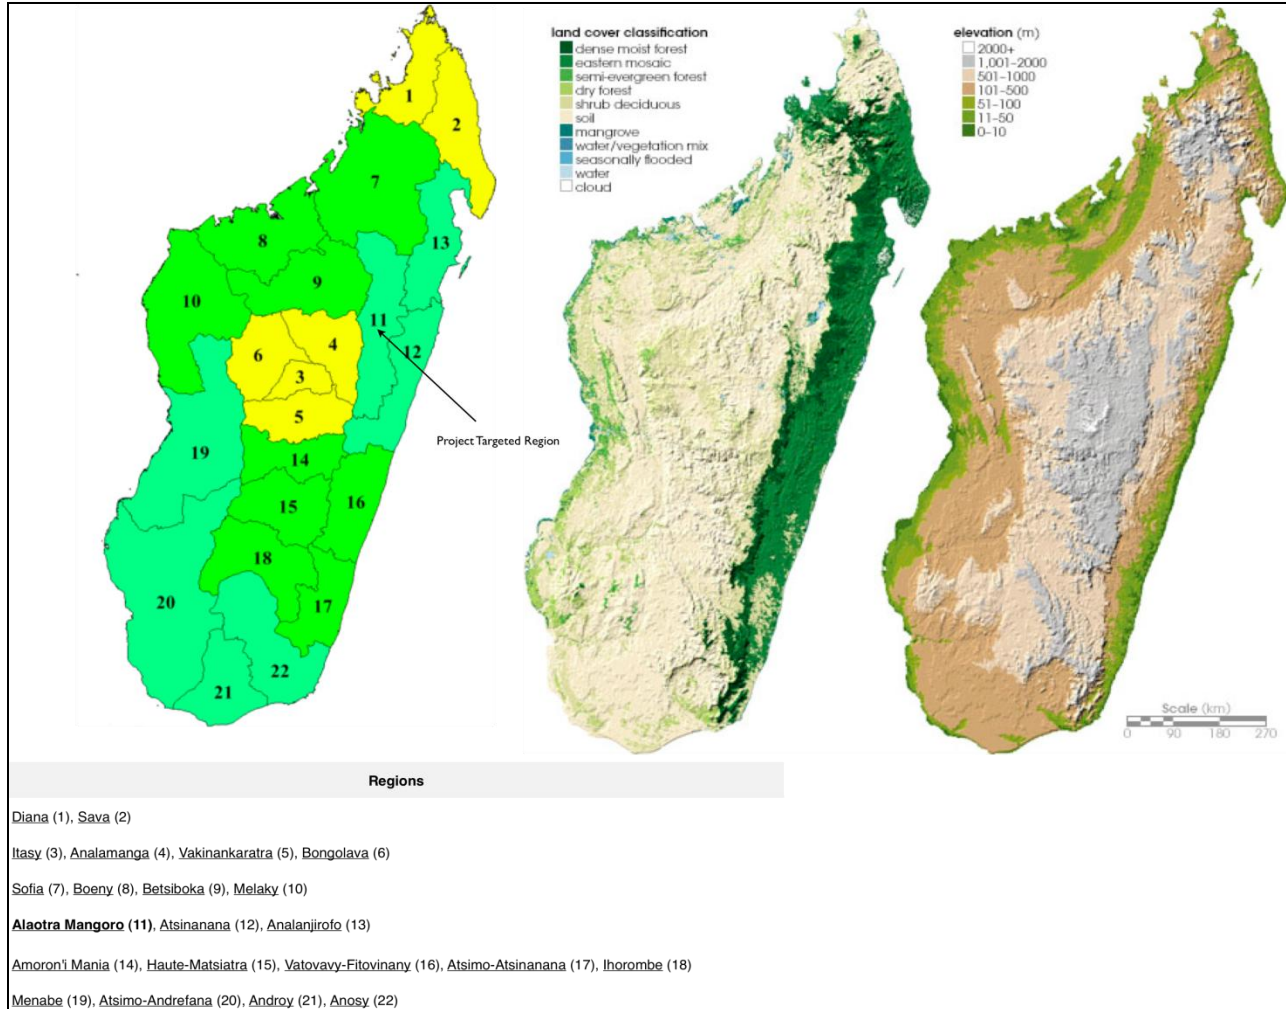 1
2
7
13
8
9
10
11
12
4
6
3
5
Project Targeted Region
19
14
15
16
18
20
17
22
21
land cover classification
dense moist forest
eastern mosaic
semi-evergreen forest
dry forest
shrub deciduous
soil
mangrove
water/vegetation mix
seasonally flooded
water
cloud
elevation (m)
2000+
1,001-2000
501-1000
101-500
51-100
11-50
0-10
Scale (km)
0 90 180 270
Regions
Diana (1), Sava (2)
Itasy (3), Analamanga (4), Vakinankaratra (5), Bongolava (6)
Sofia (7), Boeny (8), Betsiboka (9), Melaky (10)
Alaotra Mangoro (11), Atsinanana (12), Analanjirofo (13)
Amoron'i Mania (14), Haute-Matsiatra (15), Vatovavy-Fitovinany (16), Atsimo-Atsinanana (17), Ihorombe (18)
Menabe (19), Atsimo-Andrefana (20), Androy (21), Anosy (22)